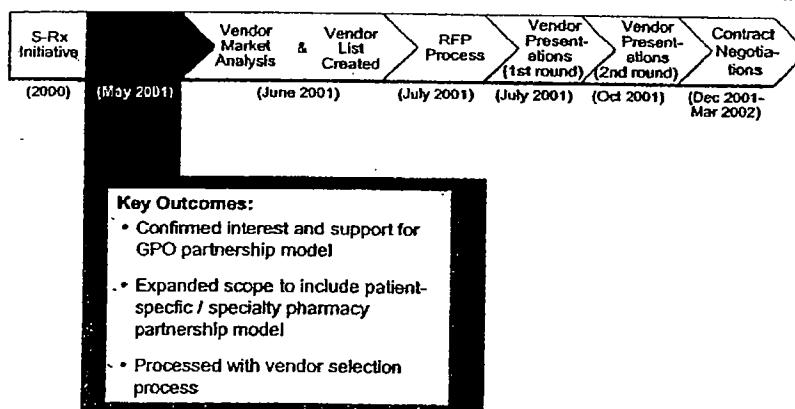 S-Rx
Initiative
Vendor
Market
Analysis
&
Vendor
List
Created
RFP
Process
Vendor
Present-
ations
(1st round)
Vendor
Present-
ations
(2nd round)
Contract
Negotia-
tions
(2000)
(May 2001)
(June 2001)
(July 2001)
(July 2001)
(Oct 2001)
(Dec 2001-
Mar 2002)
Key Outcomes:
• Confirmed interest and support for
GPO partnership model
• Expanded scope to include patient-
specfic / specialty pharmacy
partnership model
• Processed with vendor selection
process